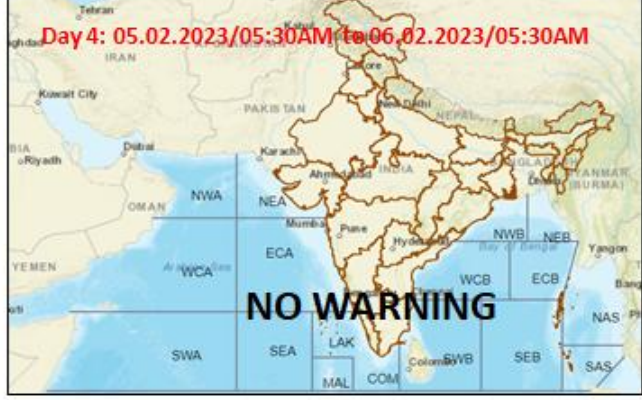 Tehran
Kabul
Day 4: 05.02.2023/05:30AM to 06.02.2023/05:30AM
IRAN
Kuwait City
PAKISTAN
New Delhi
NEPAL
Riyadh
Dubai
Karachi
Ahmedabad
INDIA
Dhaka
MYANMAR
(BURMA)
OMAN
NWA
NEA
Mumbai
Pune
Hyderabad
NWB
NEB
Bay of Bengal
Yangon
YEMEN
Arabian Sea
WCA
ECA
WCB
ECB
NO WARNING
NAS
SWA
SEA
LAK
Colombo
SWB
SEB
SAS
MAL
COM